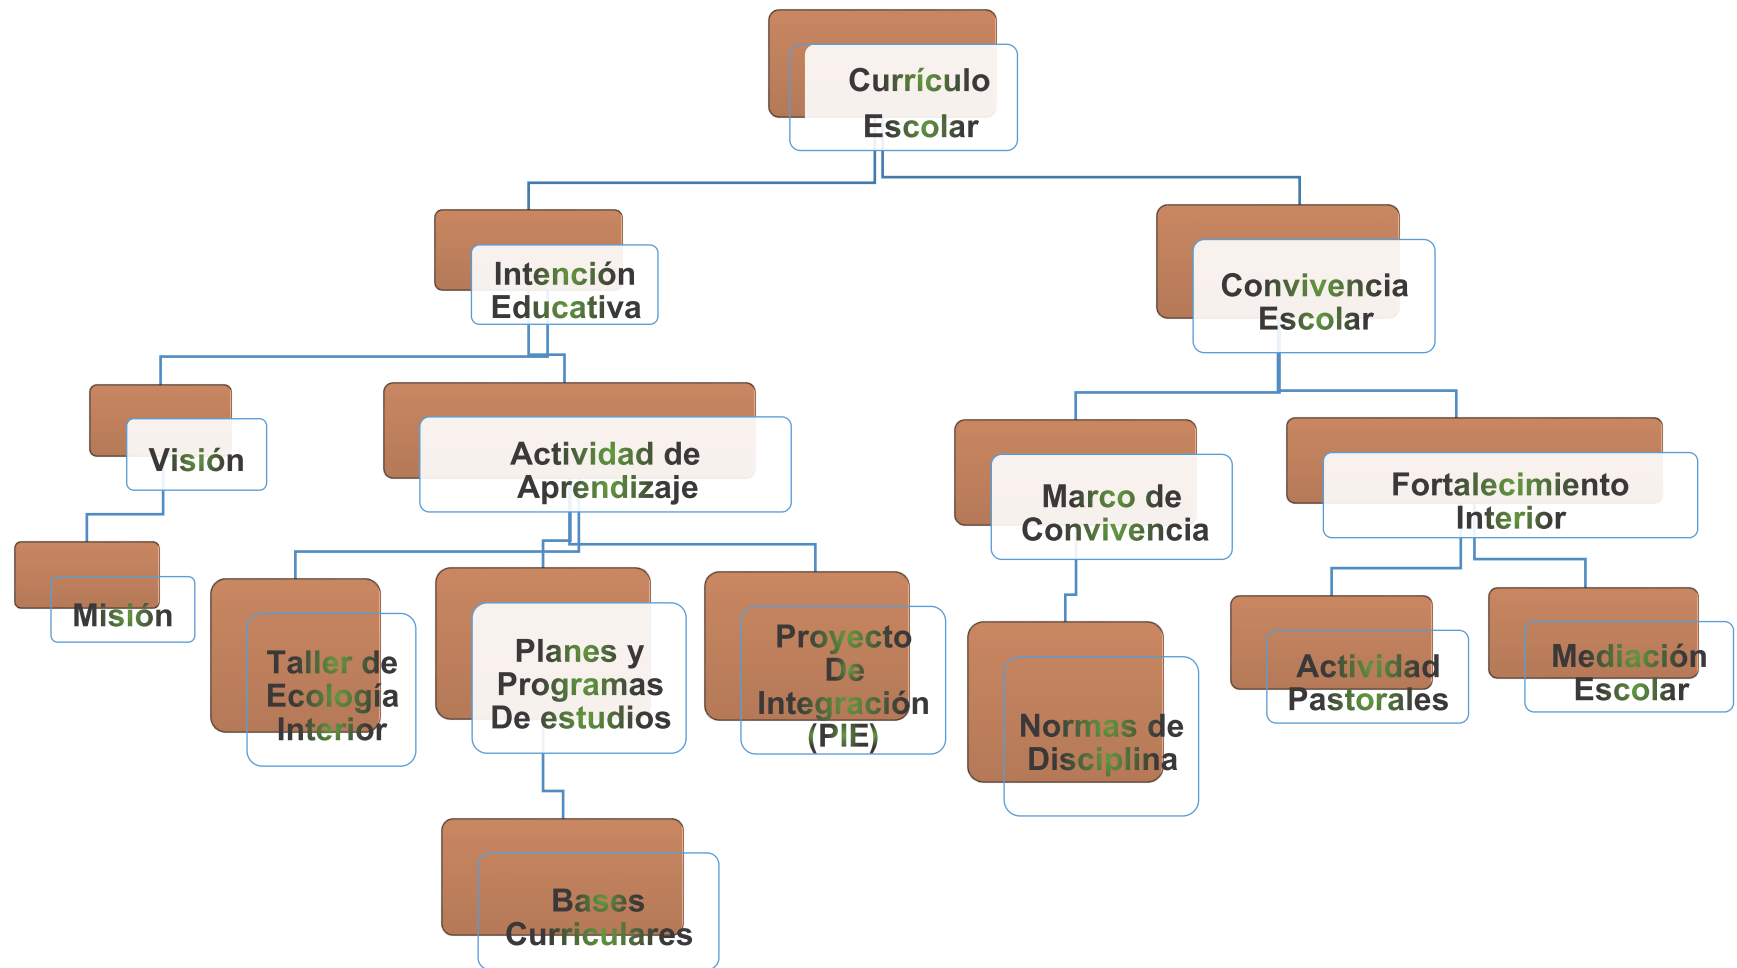 Currículo
Escolar
Intención
Educativa
Convivencia
Escolar
Visión
Actividad de
Aprendizaje
Marco de
Convivencia
Fortalecimiento
Interior
Misión
Taller de
Ecología
Interior
Planes y
Programas
De estudios
Proyecto
De
Integración
(PIE)
Normas de
Disciplina
Actividad
Pastorales
Mediación
Escolar
Bases
Curriculares